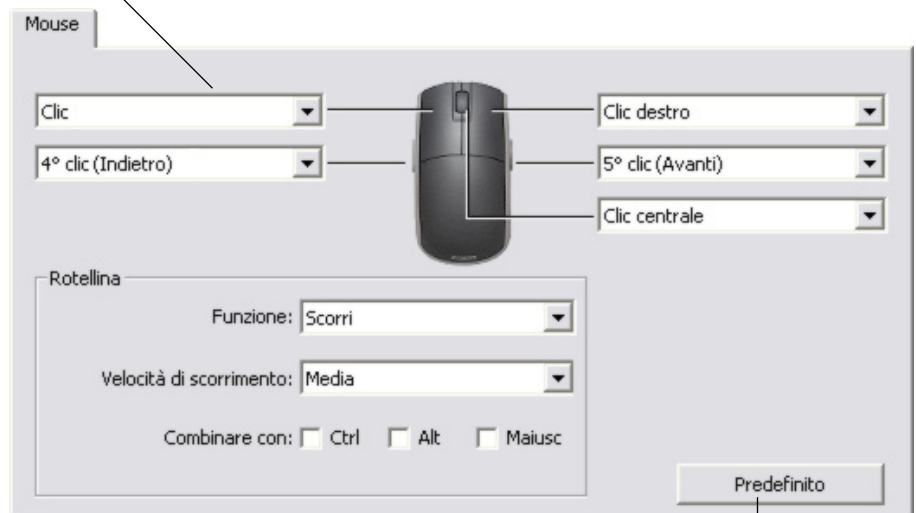 Mouse
Clic
Clic destro
4° clic (Indietro)
5° clic (Avanti)
Clic centrale
Rotellina
Funzione: Scorri
Velocità di scorrimento: Media
Combinare con: Ctrl Alt Maiusc
Predefinito